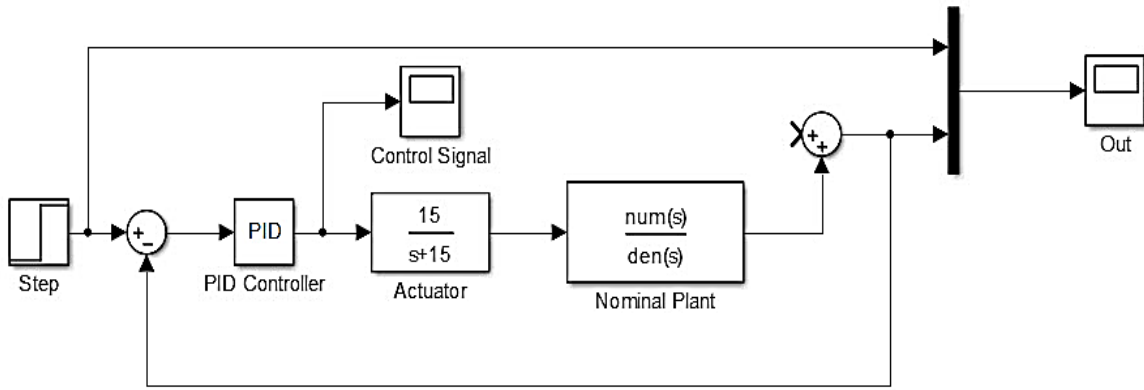 Control Signal
Out
Step
+
−
PID
PID Controller
15
s+15
Actuator
num(s)
den(s)
Nominal Plant
+
+